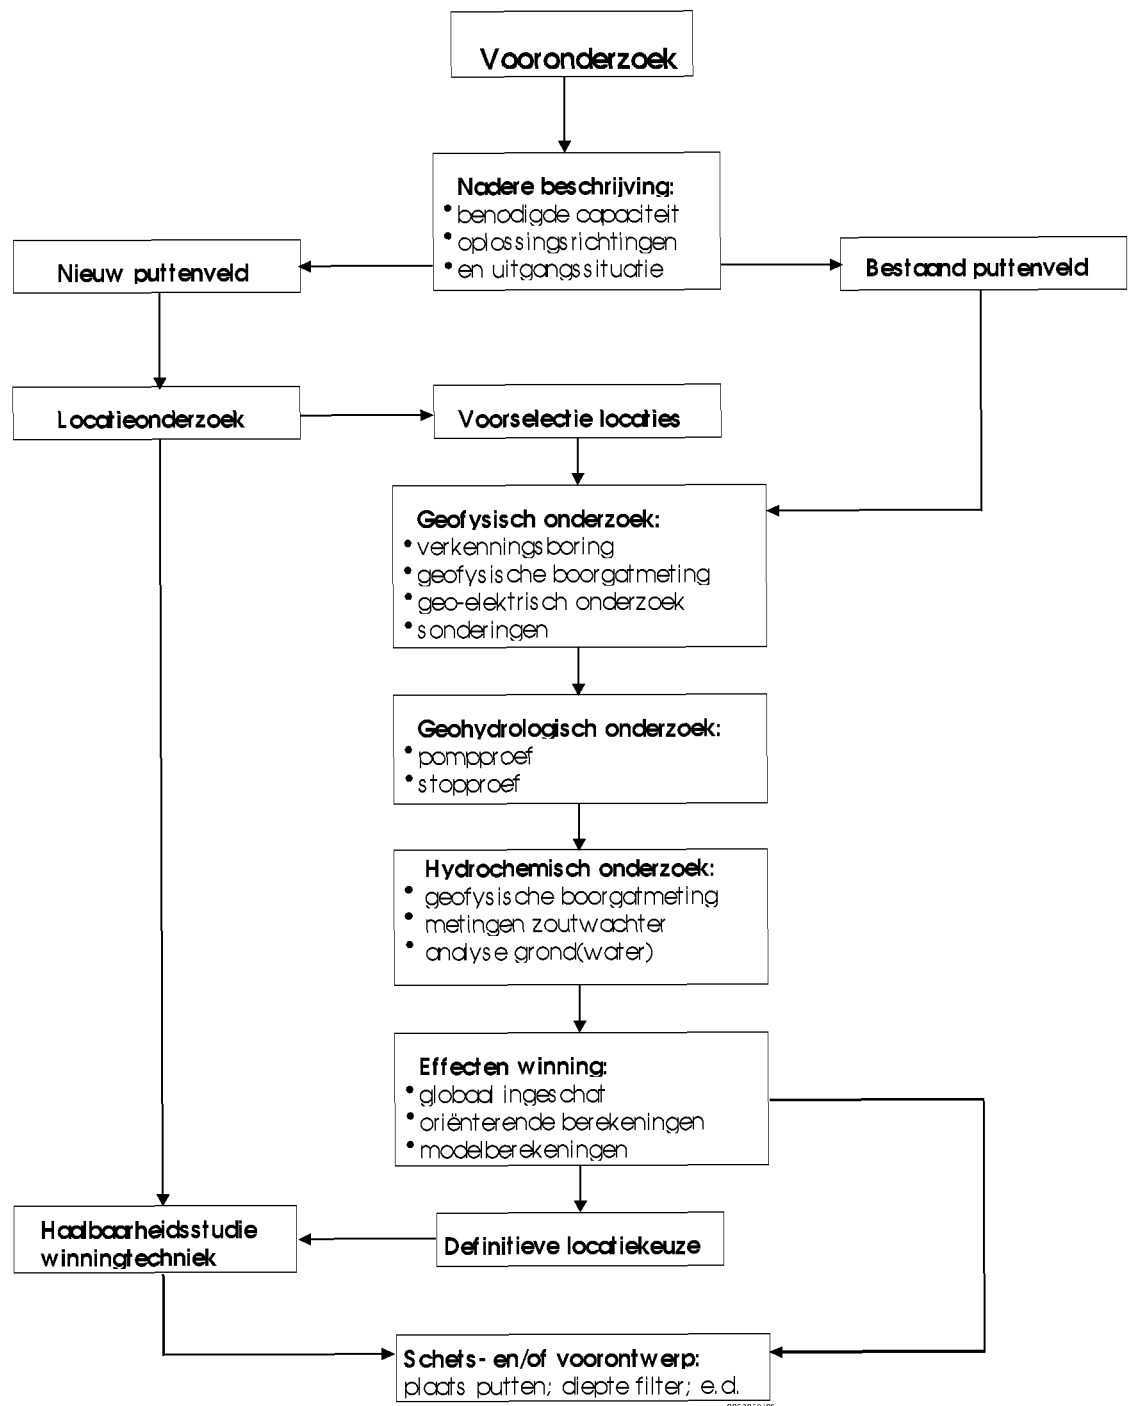 Vooronderzoek
Nadere beschrijving:
• benodigde capaciteit
• oplossingsrichtingen
• en uitgangssituatie
Nieuw puttenveld
Bestaand puttenveld
Locatieonderzoek
Voorselectie locaties
Geofysisch onderzoek:
• verkenningsboring
• geofysische boorgatmeting
• geo-elektrisch onderzoek
• sonderingen
Geohydrologisch onderzoek:
• pompproef
• stopproef
Hydrochemisch onderzoek:
• geofysische boorgatmeting
• metingen zoutwachter
• analyse grond(water)
Effecten winning:
• globaal ingeschat
• oriënterende berekeningen
• modelberekeningen
Haalbaarheidsstudie
winningtechniek
Definitieve locatiekeuze
Schets- en/of voorontwerp:
plaats putten; diepte filter; e.d.